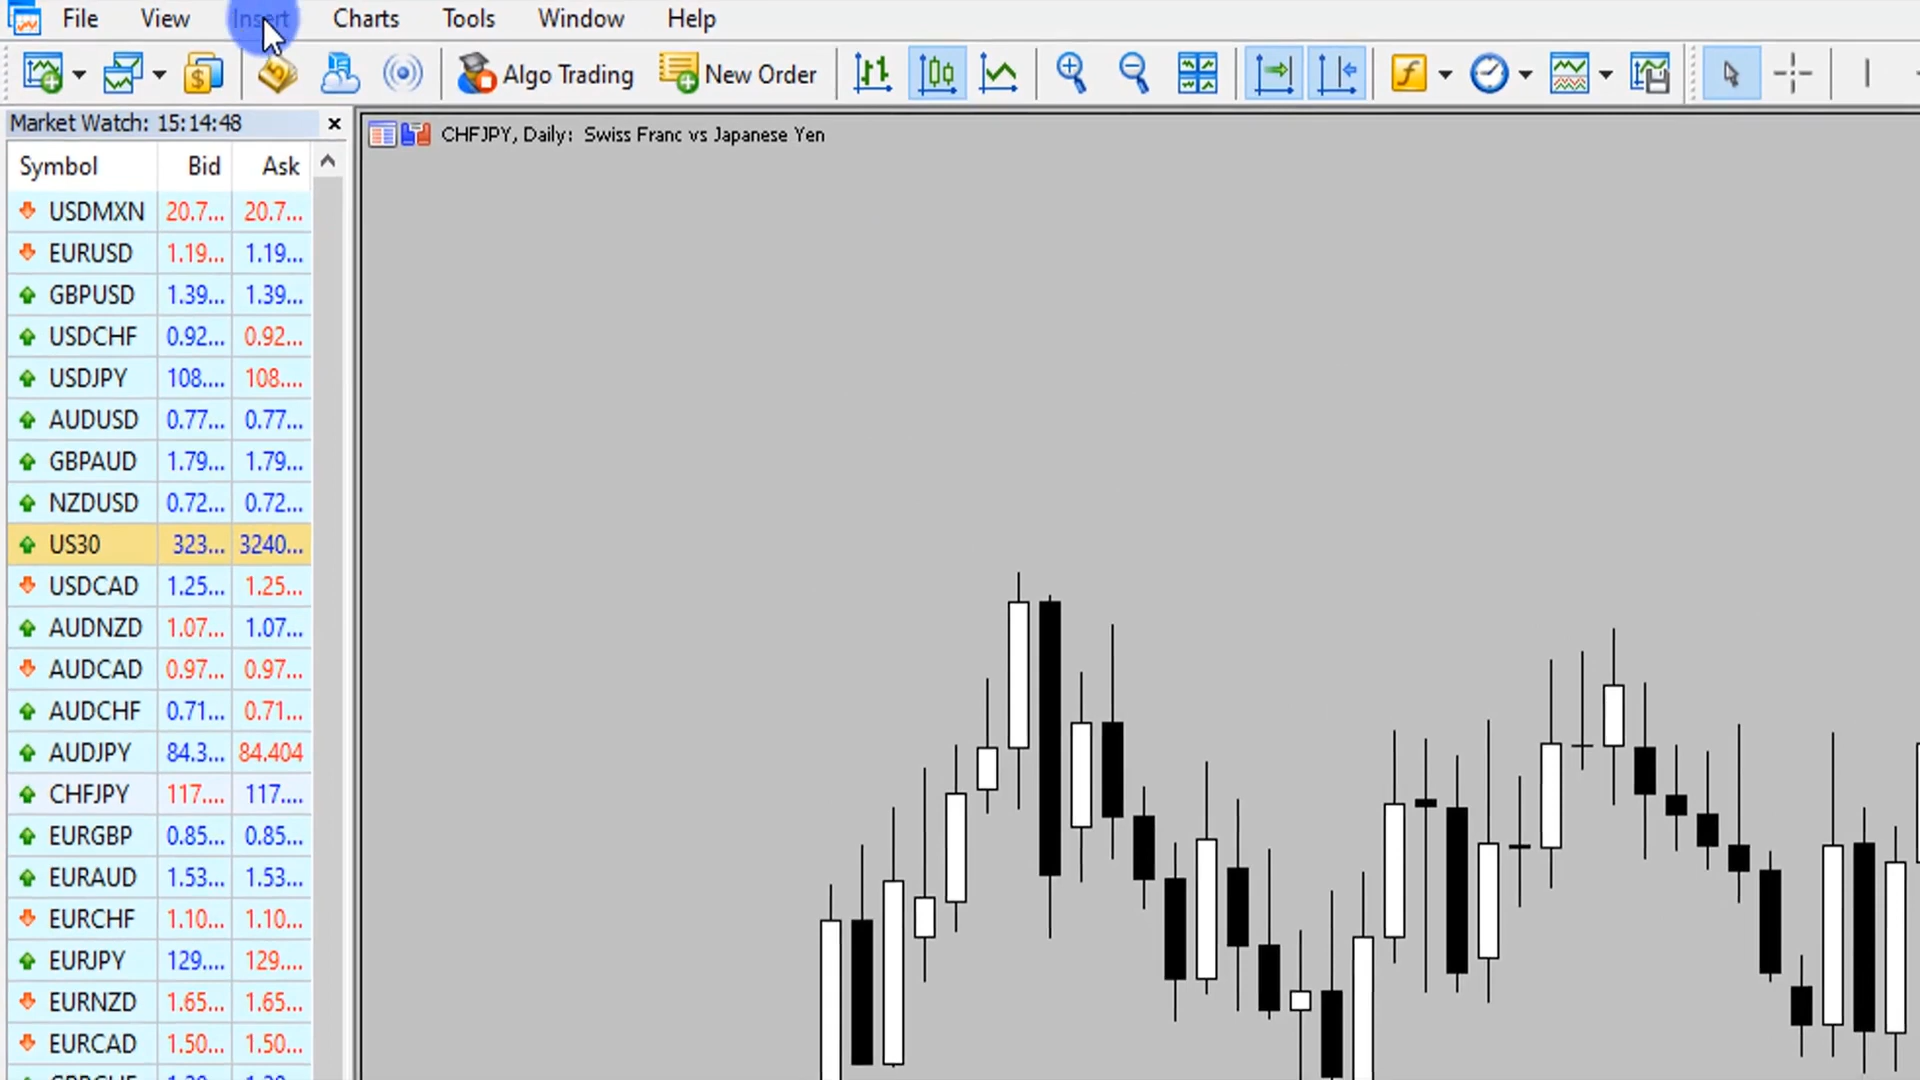 File View Insert Charts Tools Window Help
Algo Trading New Order
Market Watch: 15:14:48
CHFJPY, Daily: Swiss Franc vs Japanese Yen
Symbol Bid Ask
USDMXN 20.7... 20.7...
EURUSD 1.19... 1.19...
GBPUSD 1.39... 1.39...
USDCHF 0.92... 0.92...
USDJPY 108.... 108....
AUDUSD 0.77... 0.77...
GBPAUD 1.79... 1.79...
NZDUSD 0.72... 0.72...
US30 323... 3240...
USDCAD 1.25... 1.25...
AUDNZD 1.07... 1.07...
AUDCAD 0.97... 0.97...
AUDCHF 0.71... 0.71...
AUDJPY 84.3... 84.404
CHFJPY 117.... 117....
EURGBP 0.85... 0.85...
EURAUD 1.53... 1.53...
EURCHF 1.10... 1.10...
EURJPY 129.... 129....
EURNZD 1.65... 1.65...
EURCAD 1.50... 1.50...